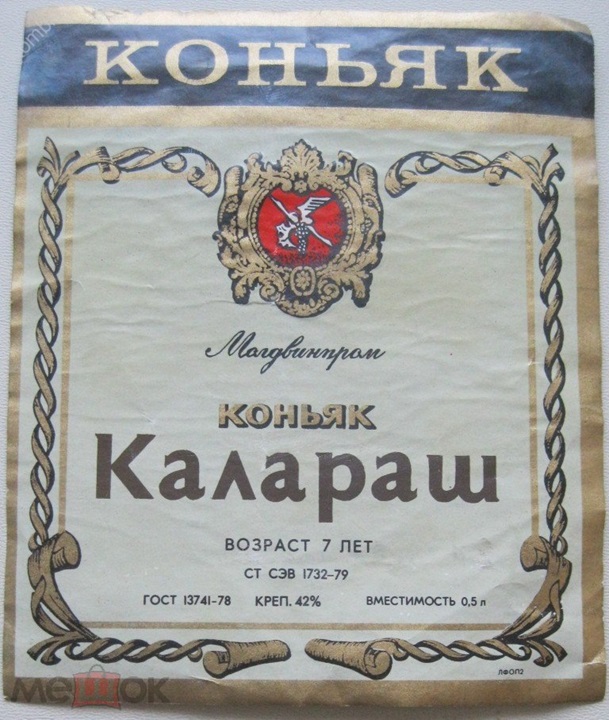 КОНЬЯК
Молдвинпром
КОНЬЯК
Калараш
ВОЗРАСТ 7 ЛЕТ
СТ СЭВ 1732-79
ГОСТ 13741-78 КРЕП. 42% ВМЕСТИМОСТЬ 0,5 л
ЛФОП2
мешок